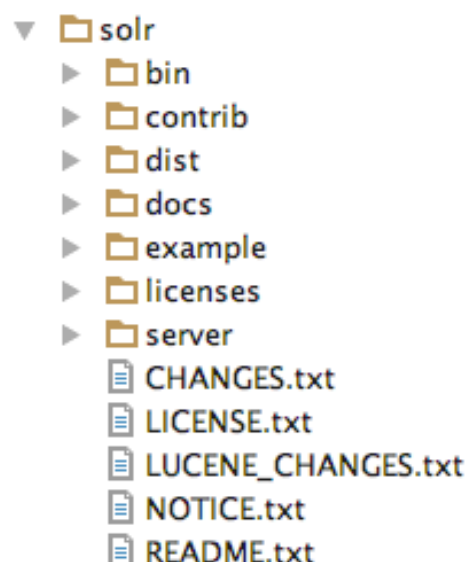 solr
bin
contrib
dist
docs
example
licenses
server
CHANGES.txt
LICENSE.txt
LUCENE_CHANGES.txt
NOTICE.txt
README.txt